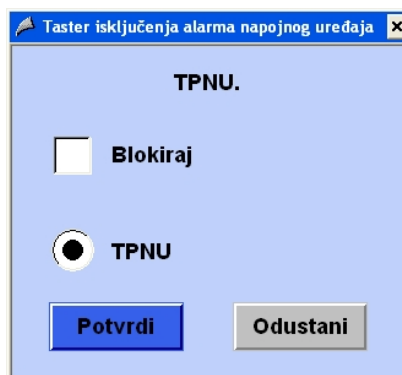 Taster isključenja alarma napojnog uređaja
TPNU.
Blokiraj
TPNU
Potvrdi Odustani